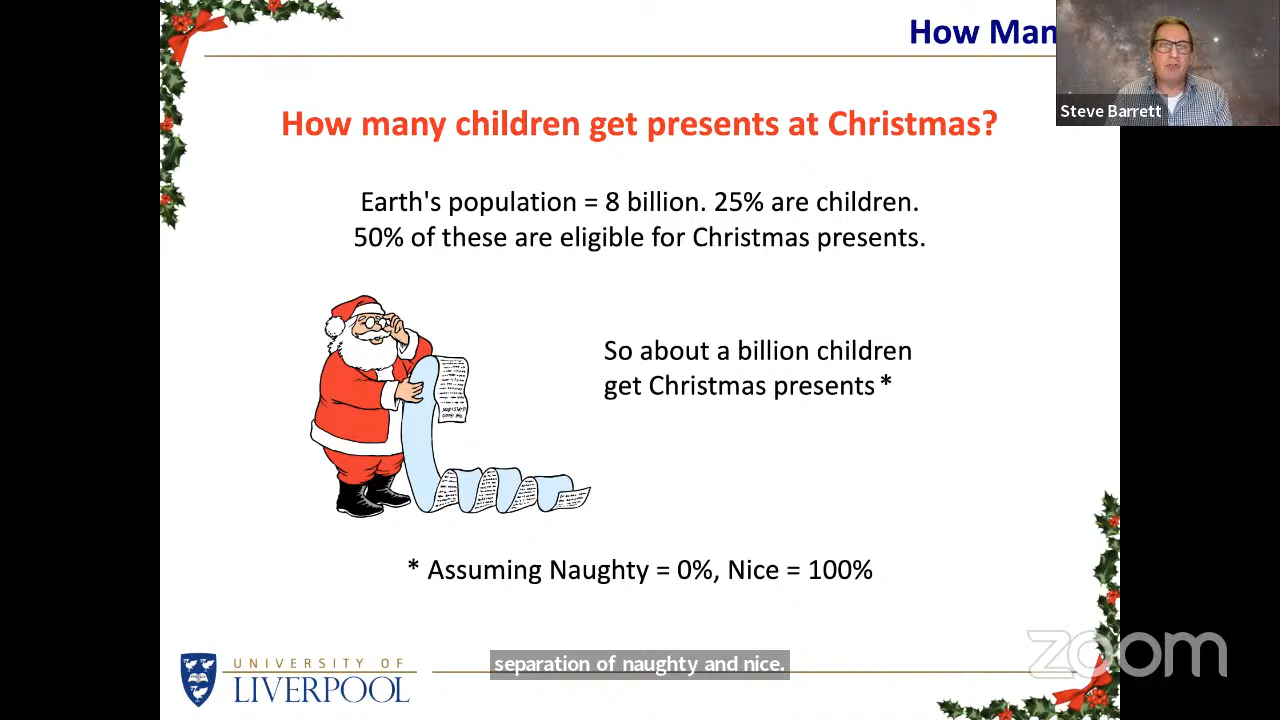 How Man
Steve Barrett
How many children get presents at Christmas?
Earth's population = 8 billion. 25% are children.
50% of these are eligible for Christmas presents.
So about a billion children
get Christmas presents *
* Assuming Naughty = 0%, Nice = 100%
UNIVERSITY OF
LIVERPOOL
separation of naughty and nice.
zoom